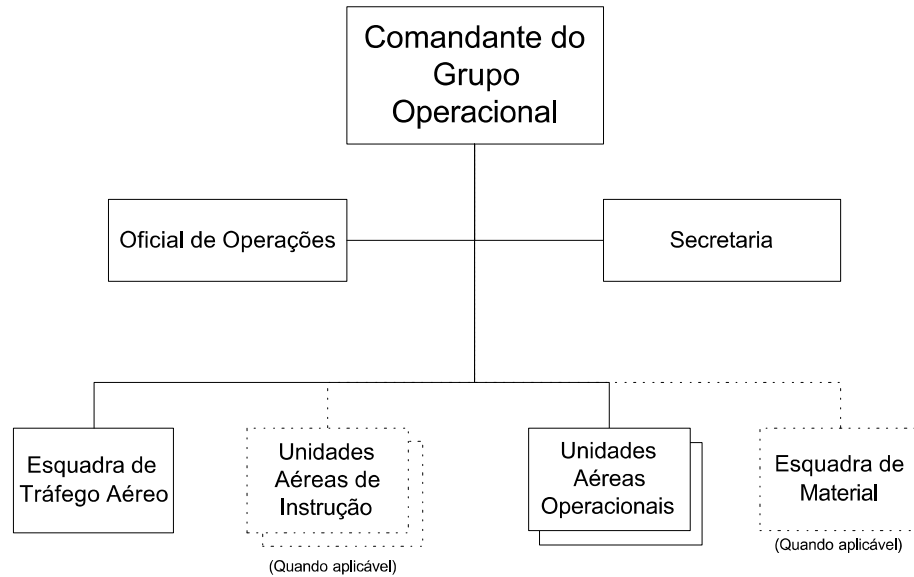 Comandante do
Grupo
Operacional
Oficial de Operações
Secretaria
Esquadra de
Tráfego Aéreo
Unidades
Aéreas de
Instrução
(Quando aplicável)
Unidades
Aéreas
Operacionais
Esquadra de
Material
(Quando aplicável)